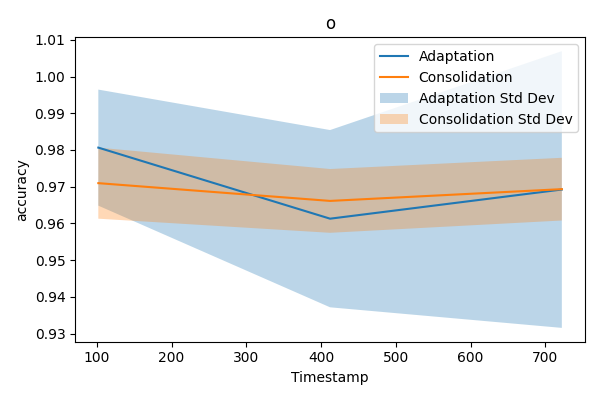 o
1.01
1.00
0.99
0.98
0.97
0.96
0.95
0.94
0.93
accuracy
Adaptation
Consolidation
Adaptation Std Dev
Consolidation Std Dev
100 200 300 400 500 600 700
Timestamp